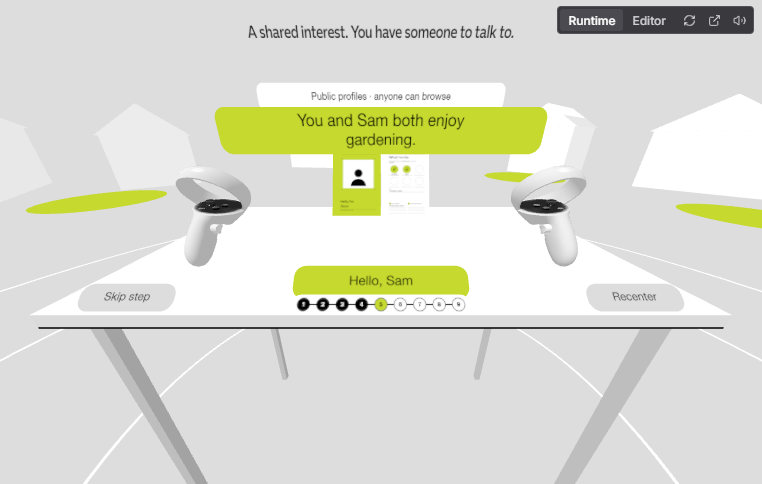 Runtime Editor
A shared interest. You have someone to talk to.
Public profiles · anyone can browse
You and Sam both enjoy
gardening.
Hello, Sam
Skip step
1 2 3 4 5 6 7 8 9
Recenter